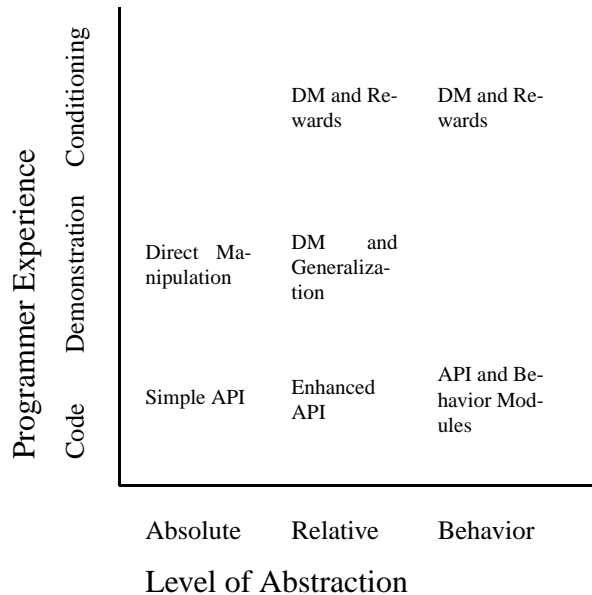 Programmer Experience
Conditioning
Demonstration
Code
DM and Re-
wards
DM and Re-
wards
Direct Ma-
nipulation
DM and
Generaliza-
tion
Simple API
Enhanced
API
API and Be-
havior Mod-
ules
Absolute
Relative
Behavior
Level of Abstraction